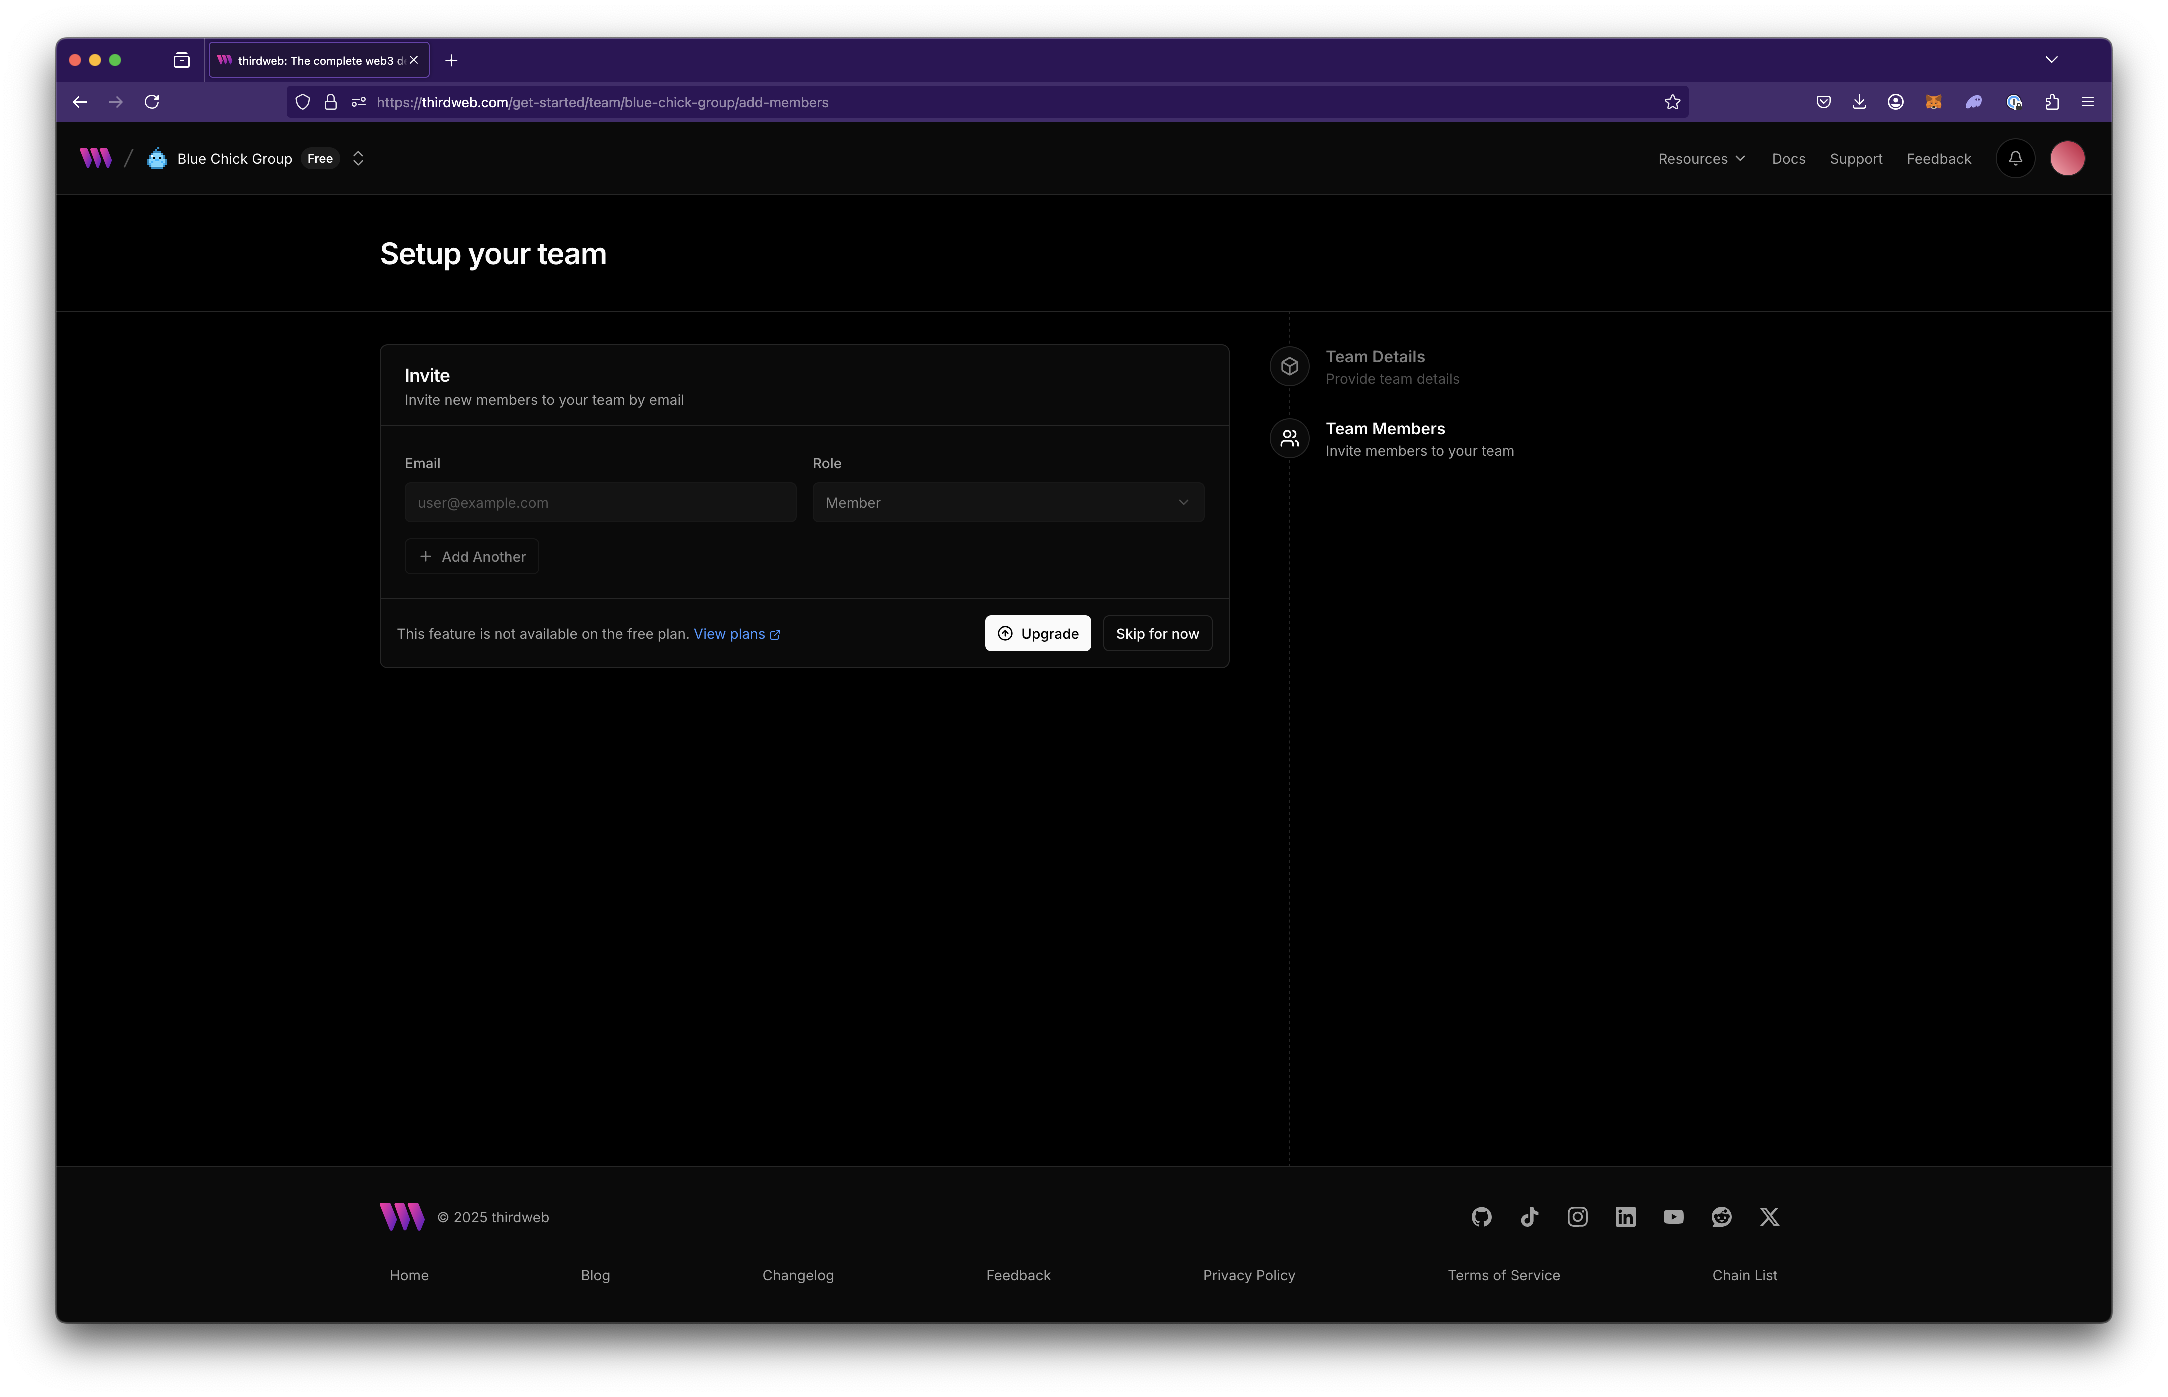 thirdweb: The complete web3 d
https://thirdweb.com/get-started/team/blue-chick-group/add-members
/ Blue Chick Group Free
Resources Docs Support Feedback
Setup your team
Invite
Invite new members to your team by email
Email Role
user@example.com Member
Add Another
This feature is not available on the free plan. View plans Upgrade Skip for now
Team Details
Provide team details
Team Members
Invite members to your team
© 2025 thirdweb
Home Blog Changelog Feedback Privacy Policy Terms of Service Chain List